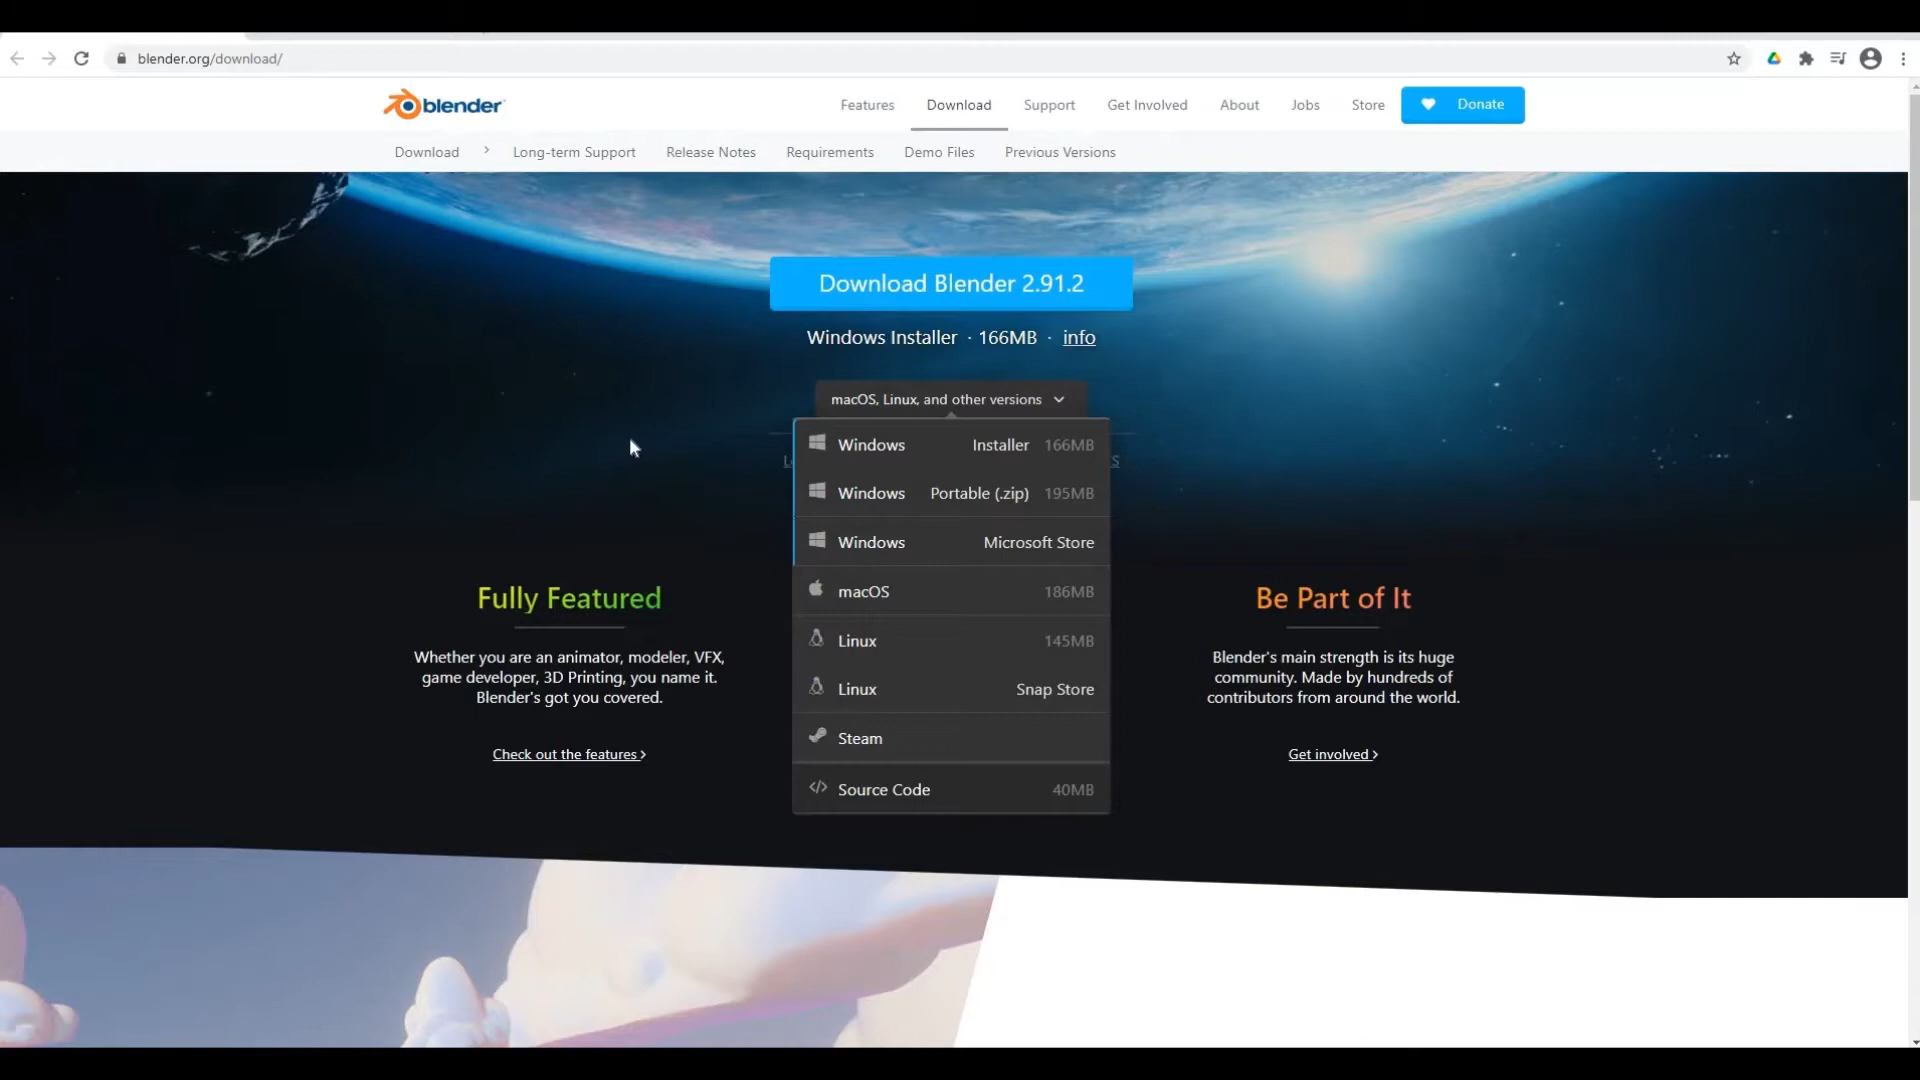 blender.org/download/
blender
Features Download Support Get Involved About Jobs Store Donate
Download Long-term Support Release Notes Requirements Demo Files Previous Versions
Download Blender 2.91.2
Windows Installer · 166MB · info
macOS, Linux, and other versions
Windows Installer 166MB
Windows Portable (.zip) 195MB
Windows Microsoft Store
macOS 186MB
Linux 145MB
Linux Snap Store
Steam
Source Code 40MB
Fully Featured
Whether you are an animator, modeler, VFX,
game developer, 3D Printing, you name it.
Blender's got you covered.
Check out the features
Be Part of It
Blender's main strength is its huge
community. Made by hundreds of
contributors from around the world.
Get involved